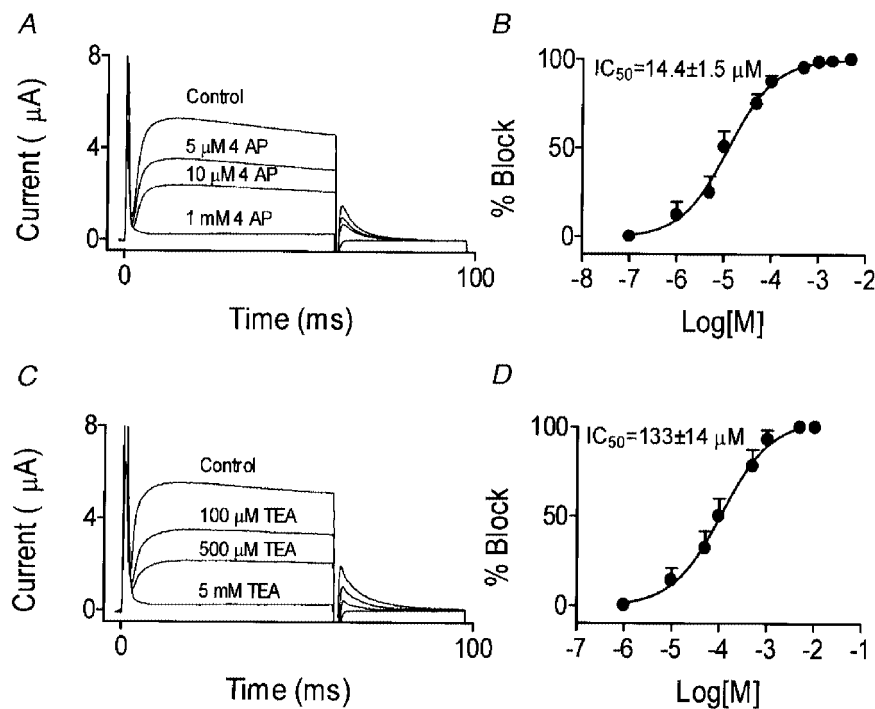 A
8
4
0
Current ( μA)
Control
5 μM 4 AP
10 μM 4 AP
1 mM 4 AP
0
100
Time (ms)
B
100
50
0
% Block
IC50=14.4±1.5 μM
-8 -7 -6 -5 -4 -3 -2
Log[M]
C
8
4
0
Current ( μA)
Control
100 μM TEA
500 μM TEA
5 mM TEA
0
100
Time (ms)
D
100
50
0
% Block
IC50=133±14 μM
-7 -6 -5 -4 -3 -2 -1
Log[M]